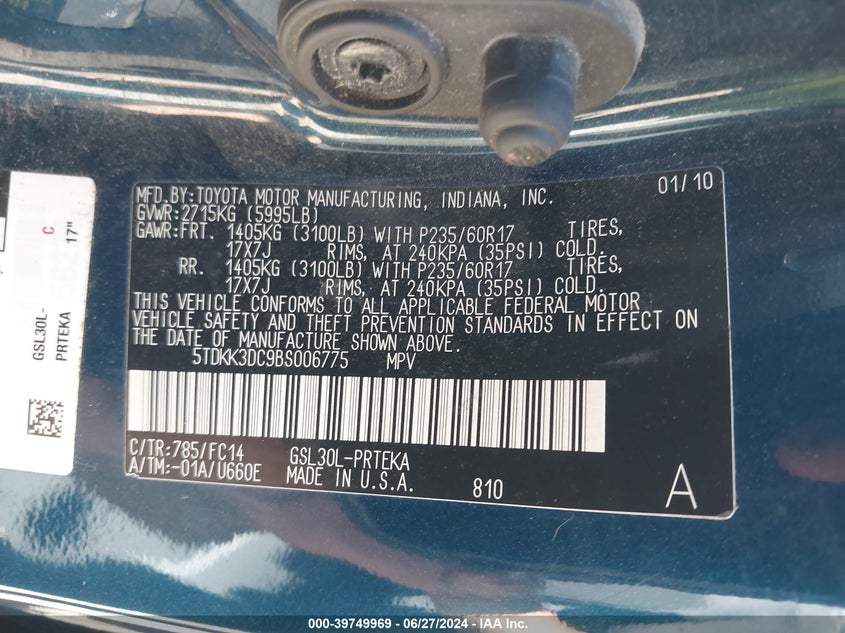 MFD.BY:TOYOTA MOTOR MANUFACTURING, INDIANA, INC. 01/10
GVWR:2715KG (5995LB)
GAWR:FRT. 1405KG (3100LB) WITH P235/60R17 TIRES,
17X7J RIMS, AT 240KPA (35PSI) COLD.
RR. 1405KG (3100LB) WITH P235/60R17 TIRES,
17X7J RIMS, AT 240KPA (35PSI) COLD.
THIS VEHICLE CONFORMS TO ALL APPLICABLE FEDERAL MOTOR
VEHICLE SAFETY AND THEFT PREVENTION STANDARDS IN EFFECT ON
THE DATE OF MANUFACTURE SHOWN ABOVE.
5TDKK3DC9BS006775 MPV
C/TR:785/FC14 GSL30L-PRTEKA
A/TM:-01A/U660E MADE IN U.S.A. 810 A
GSL30L-
PRTEKA
C
17"
000-39749969 - 06/27/2024 - IAA Inc.